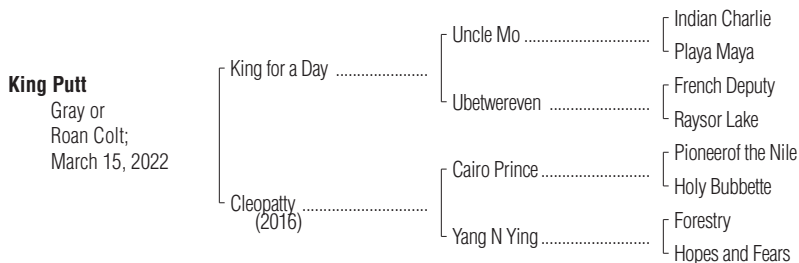 King Putt
Gray or
Roan Colt;
March 15, 2022
King for a Day ......................
Cleopatty ..............................
(2016)
Uncle Mo ..............................
Ubetwereven ........................
Cairo Prince ..........................
Yang N Ying ..........................
Indian Charlie
Playa Maya
French Deputy
Raysor Lake
Pioneerof the Nile
Holy Bubbette
Forestry
Hopes and Fears